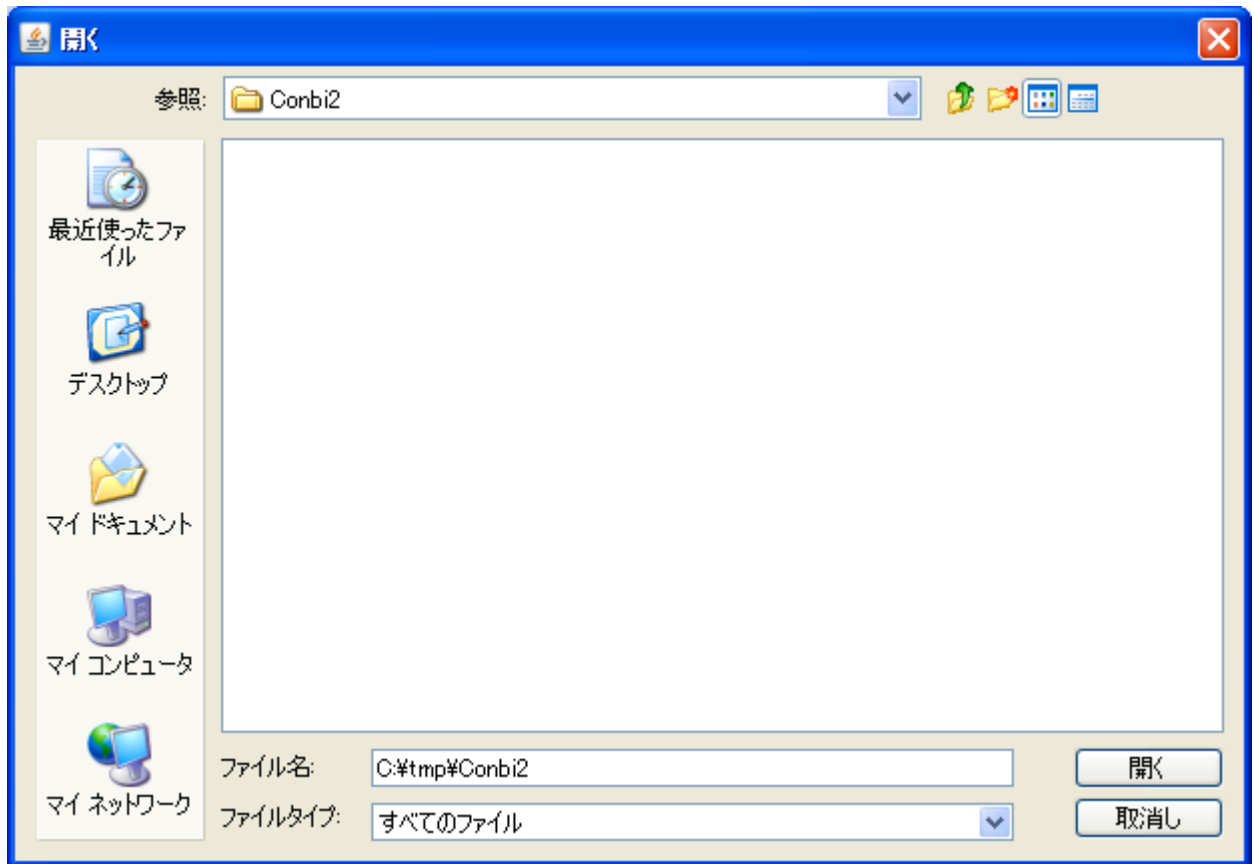 開く
参照:
Conbi2
最近使ったファ
イル
デスクトップ
マイ ドキュメント
マイ コンピュータ
マイ ネットワーク
ファイル名:
C:¥tmp¥Conbi2
開く
ファイルタイプ:
すべてのファイル
取消し